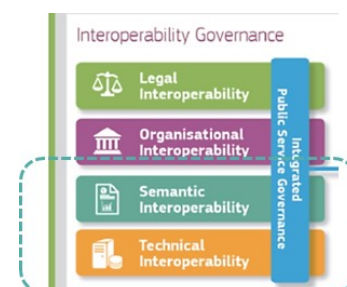 Interoperability Governance
Legal
Interoperability
Organisational
Interoperability
Semantic
Interoperability
Technical
Interoperability
Integrated
Public Service Governance